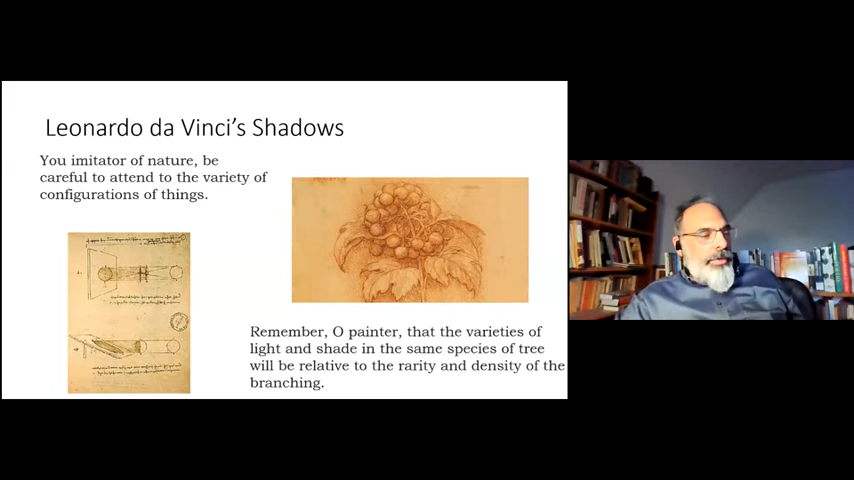 Leonardo da Vinci’s Shadows
You imitator of nature, be
careful to attend to the variety of
configurations of things.
Remember, O painter, that the varieties of
light and shade in the same species of tree
will be relative to the rarity and density of the
branching.